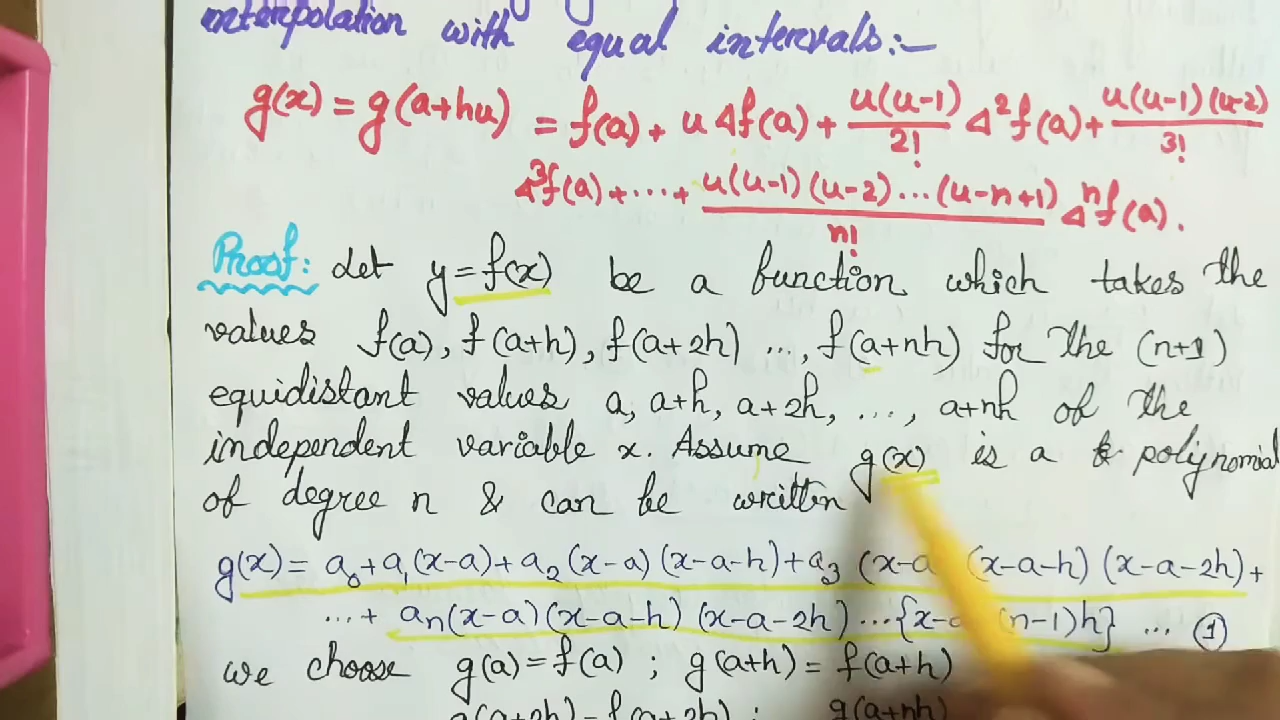 interpolation with equal intervals:-
g(x) = g(a+hu) = f(a) + u Δf(a) + u(u-1)/2! Δ²f(a) + u(u-1)(u-2)/3!
Δ³f(a) + ... + u(u-1)(u-2)...(u-n+1)/n! Δⁿf(a).
Proof: Let y = f(x) be a function which takes the
values f(a), f(a+h), f(a+2h) ..., f(a+nh) for the (n+1)
equidistant values a, a+h, a+2h, ..., a+nh of the
independent variable x. Assume g(x) is a polynomial
of degree n & can be written
g(x) = a₀ + a₁(x-a) + a₂(x-a)(x-a-h) + a₃ (x-a (x-a-h)(x-a-2h) +
... + aₙ(x-a)(x-a-h)(x-a-2h)...{x-a (n-1)h} ... ①
we choose g(a) = f(a) ; g(a+h) = f(a+h)
g(a+2h) = f(a+2h) ; g(a+nh)